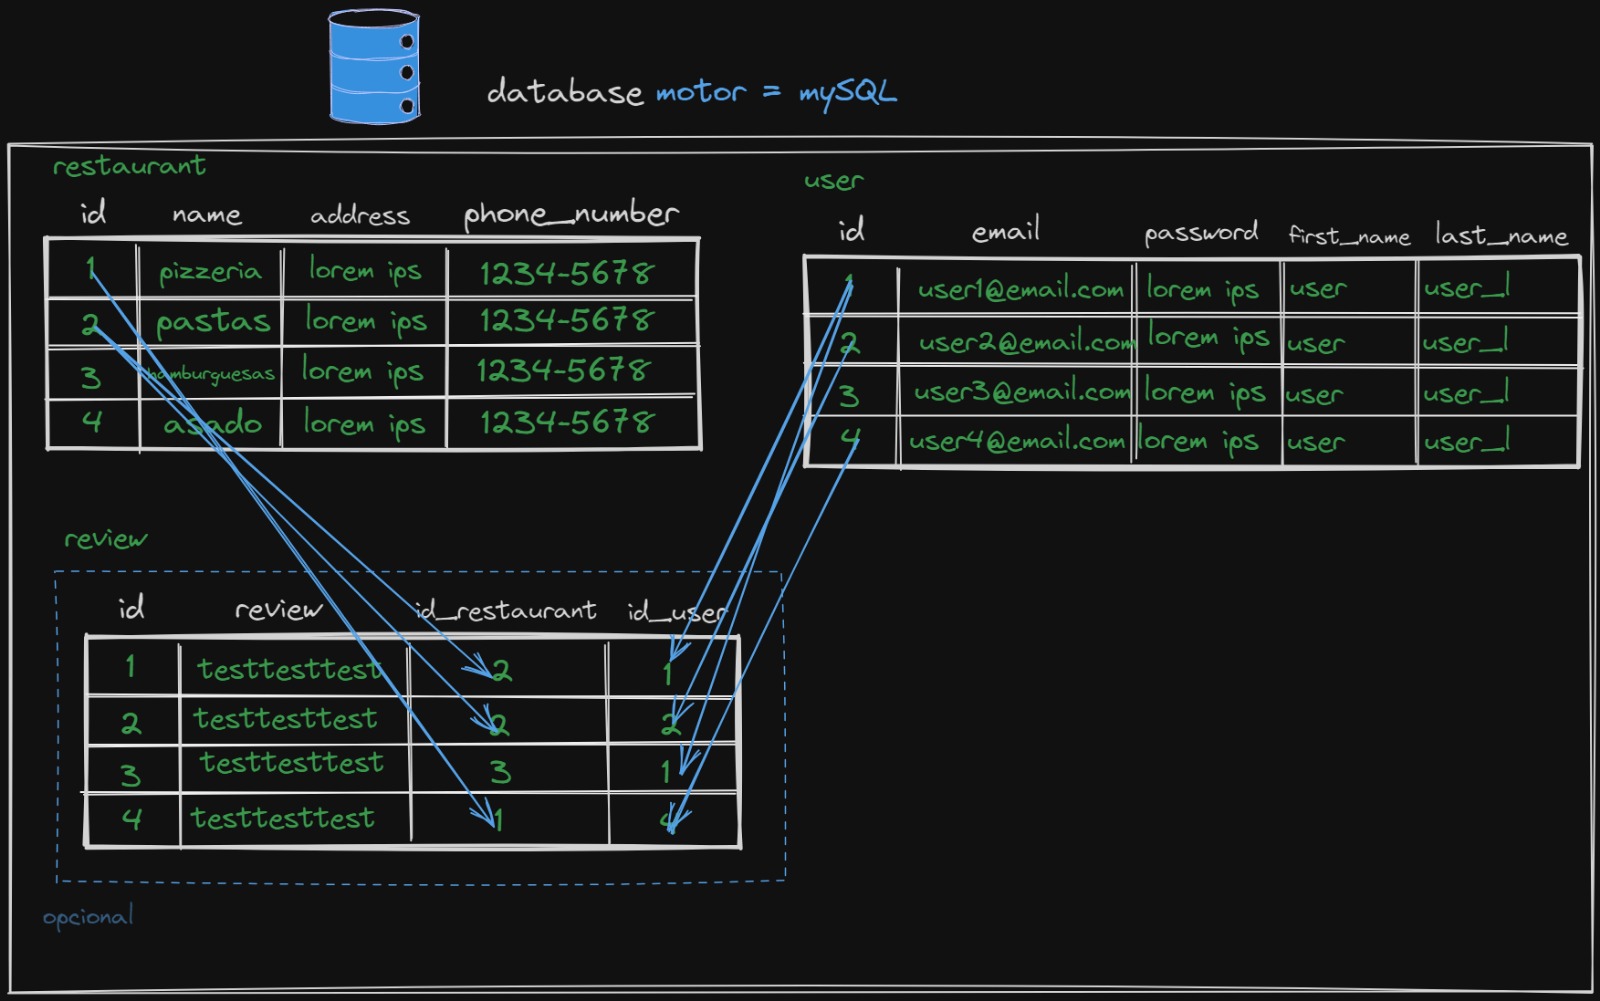 database motor = mySQL
restaurant
id name address phone_number
1 pizzeria lorem ips 1234-5678
2 pastas lorem ips 1234-5678
3 hamburguesas lorem ips 1234-5678
4 asado lorem ips 1234-5678
user
id email password first_name last_name
1 user1@email.com lorem ips user user_l
2 user2@email.com lorem ips user user_l
3 user3@email.com lorem ips user user_l
4 user4@email.com lorem ips user user_l
review
id review id_restaurant id_user
1 testtesttest 2 1
2 testtesttest 2 2
3 testtesttest 3 1
4 testtesttest 1 4
opcional